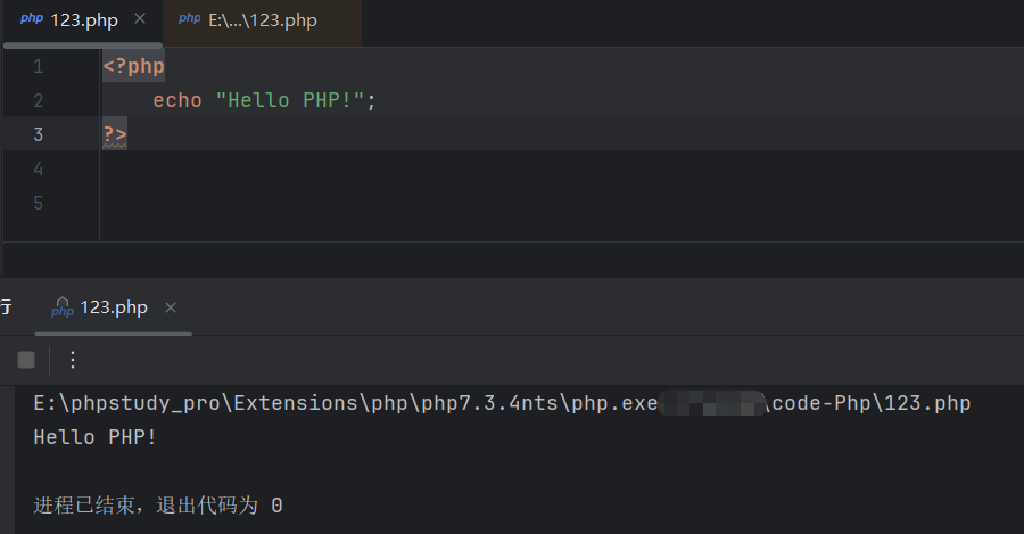 php 123.php × php E:\...\123.php
1 <?php
2 echo "Hello PHP!";
3 ?>
4
5
行 php 123.php ×
E:\phpstudy_pro\Extensions\php\php7.3.4nts\php.exe \code-Php\123.php
Hello PHP!
进程已结束，退出代码为 0